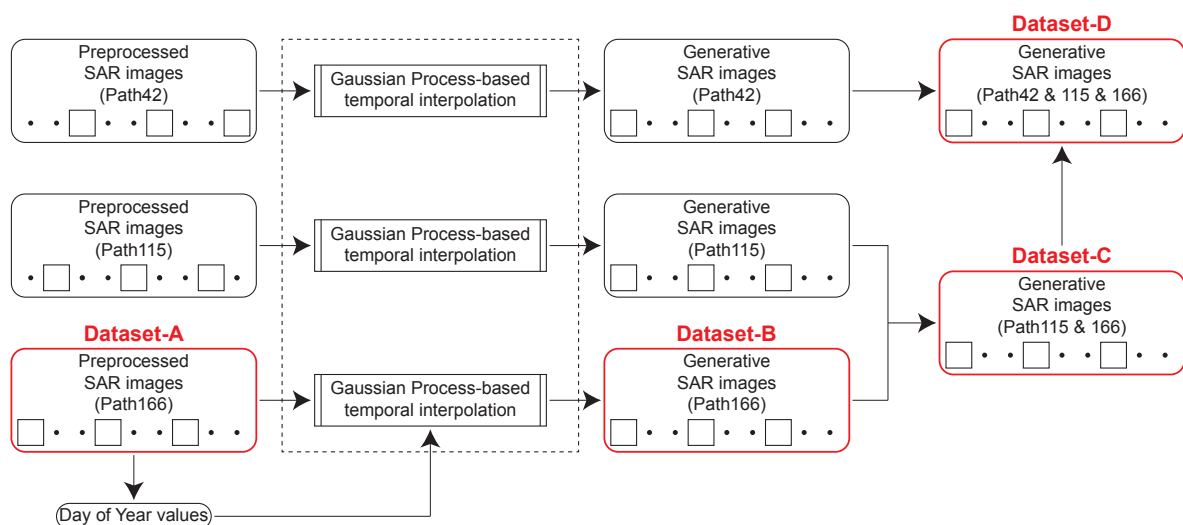 Dataset-D
Preprocessed
SAR images
(Path42)
Gaussian Process-based
temporal interpolation
Generative
SAR images
(Path42)
Generative
SAR images
(Path42 & 115 & 166)
Preprocessed
SAR images
(Path115)
Gaussian Process-based
temporal interpolation
Generative
SAR images
(Path115)
Dataset-C
Generative
SAR images
(Path115 & 166)
Dataset-A
Preprocessed
SAR images
(Path166)
Gaussian Process-based
temporal interpolation
Dataset-B
Generative
SAR images
(Path166)
Day of Year values